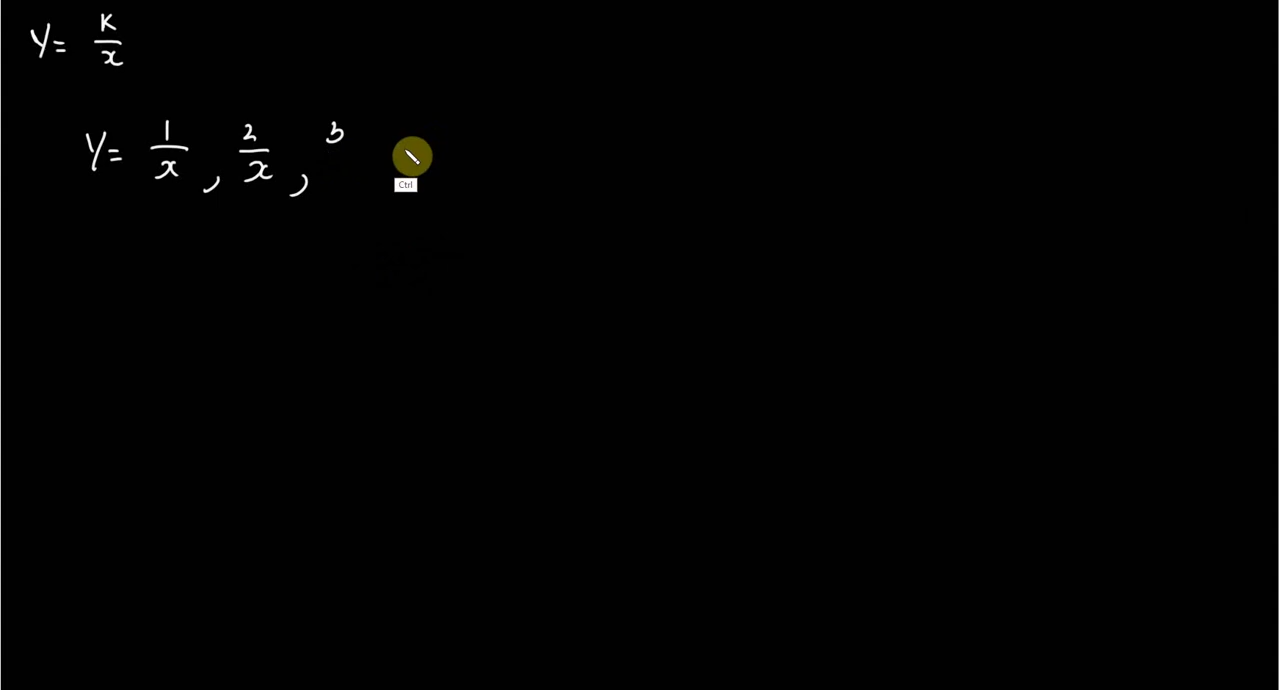 Y = K/x
Y = 1/x , 2/x , 3
Ctrl